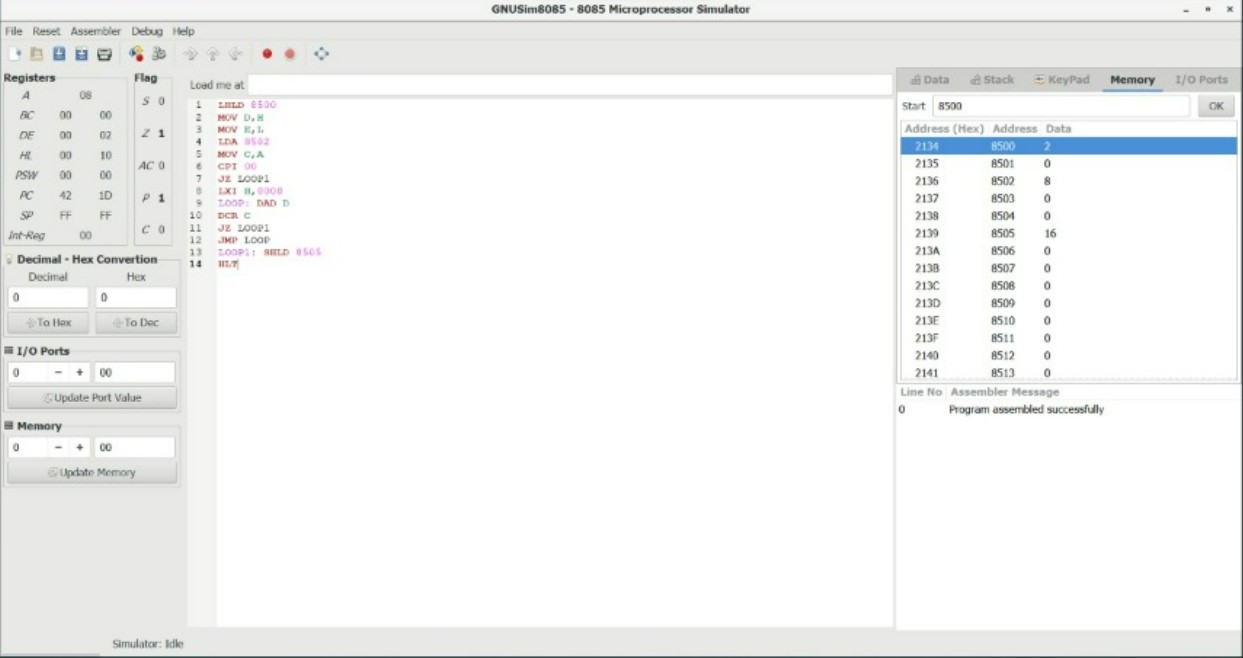 GNUSim8085 - 8085 Microprocessor Simulator
File Reset Assembler Debug Help
Registers
A 08
BC 00 00
DE 00 02
HL 00 10
PSW 00 00
PC 42 1D
SP FF FF
Int-Reg 00
Flag
S 0
Z 1
AC 0
P 1
C 0
Decimal - Hex Convertion
Decimal Hex
0 0
To Hex To Dec
I/O Ports
0 - + 00
Update Port Value
Memory
0 - + 00
Update Memory
Load me at
1 LHLD 8500
2 MOV D,H
3 MOV E,L
4 LDA 8502
5 MOV C,A
6 CPI 00
7 JZ LOOP1
8 LXI H,0000
9 LOOP: DAD D
10 DCR C
11 JZ LOOP1
12 JMP LOOP
13 LOOP1: SHLD 8505
14 HLT
Data Stack KeyPad Memory I/O Ports
Start 8500 OK
Address (Hex) Address Data
2134 8500 2
2135 8501 0
2136 8502 8
2137 8503 0
2138 8504 0
2139 8505 16
213A 8506 0
213B 8507 0
213C 8508 0
213D 8509 0
213E 8510 0
213F 8511 0
2140 8512 0
2141 8513 0
Line No Assembler Message
0 Program assembled successfully
Simulator: Idle